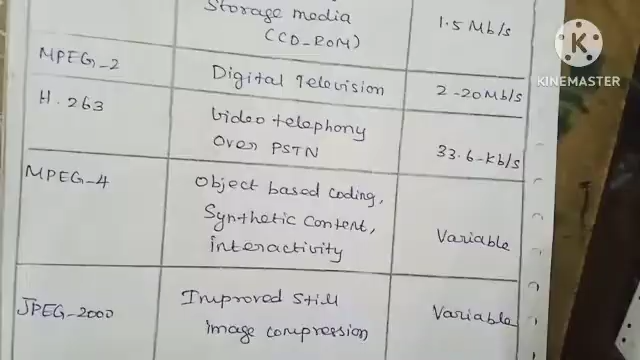 Storage media
(CD-ROM)
1.5 Mb/s
MPEG-2
Digital Television
2-20Mb/s
H.263
Video telephony
Over PSTN
33.6-Kb/s
MPEG-4
Object based coding,
Synthetic Content,
interactivity
Variable
JPEG-2000
Improved Still
image compression
Variable
KINEMASTER